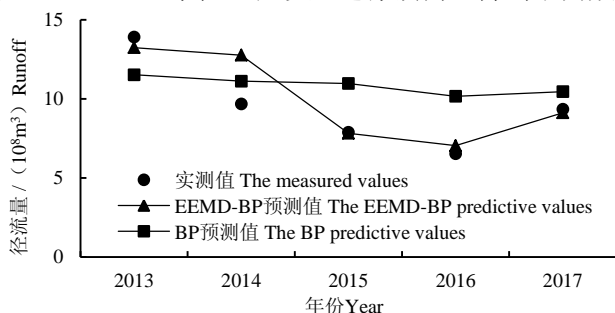 15
10
5
0
径流量 /（10⁸m³）Runoff
实测值 The measured values
EEMD-BP预测值 The EEMD-BP predictive values
BP预测值 The BP predictive values
2013 2014 2015 2016 2017
年份Year